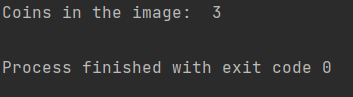 Coins in the image:  3
Process finished with exit code 0